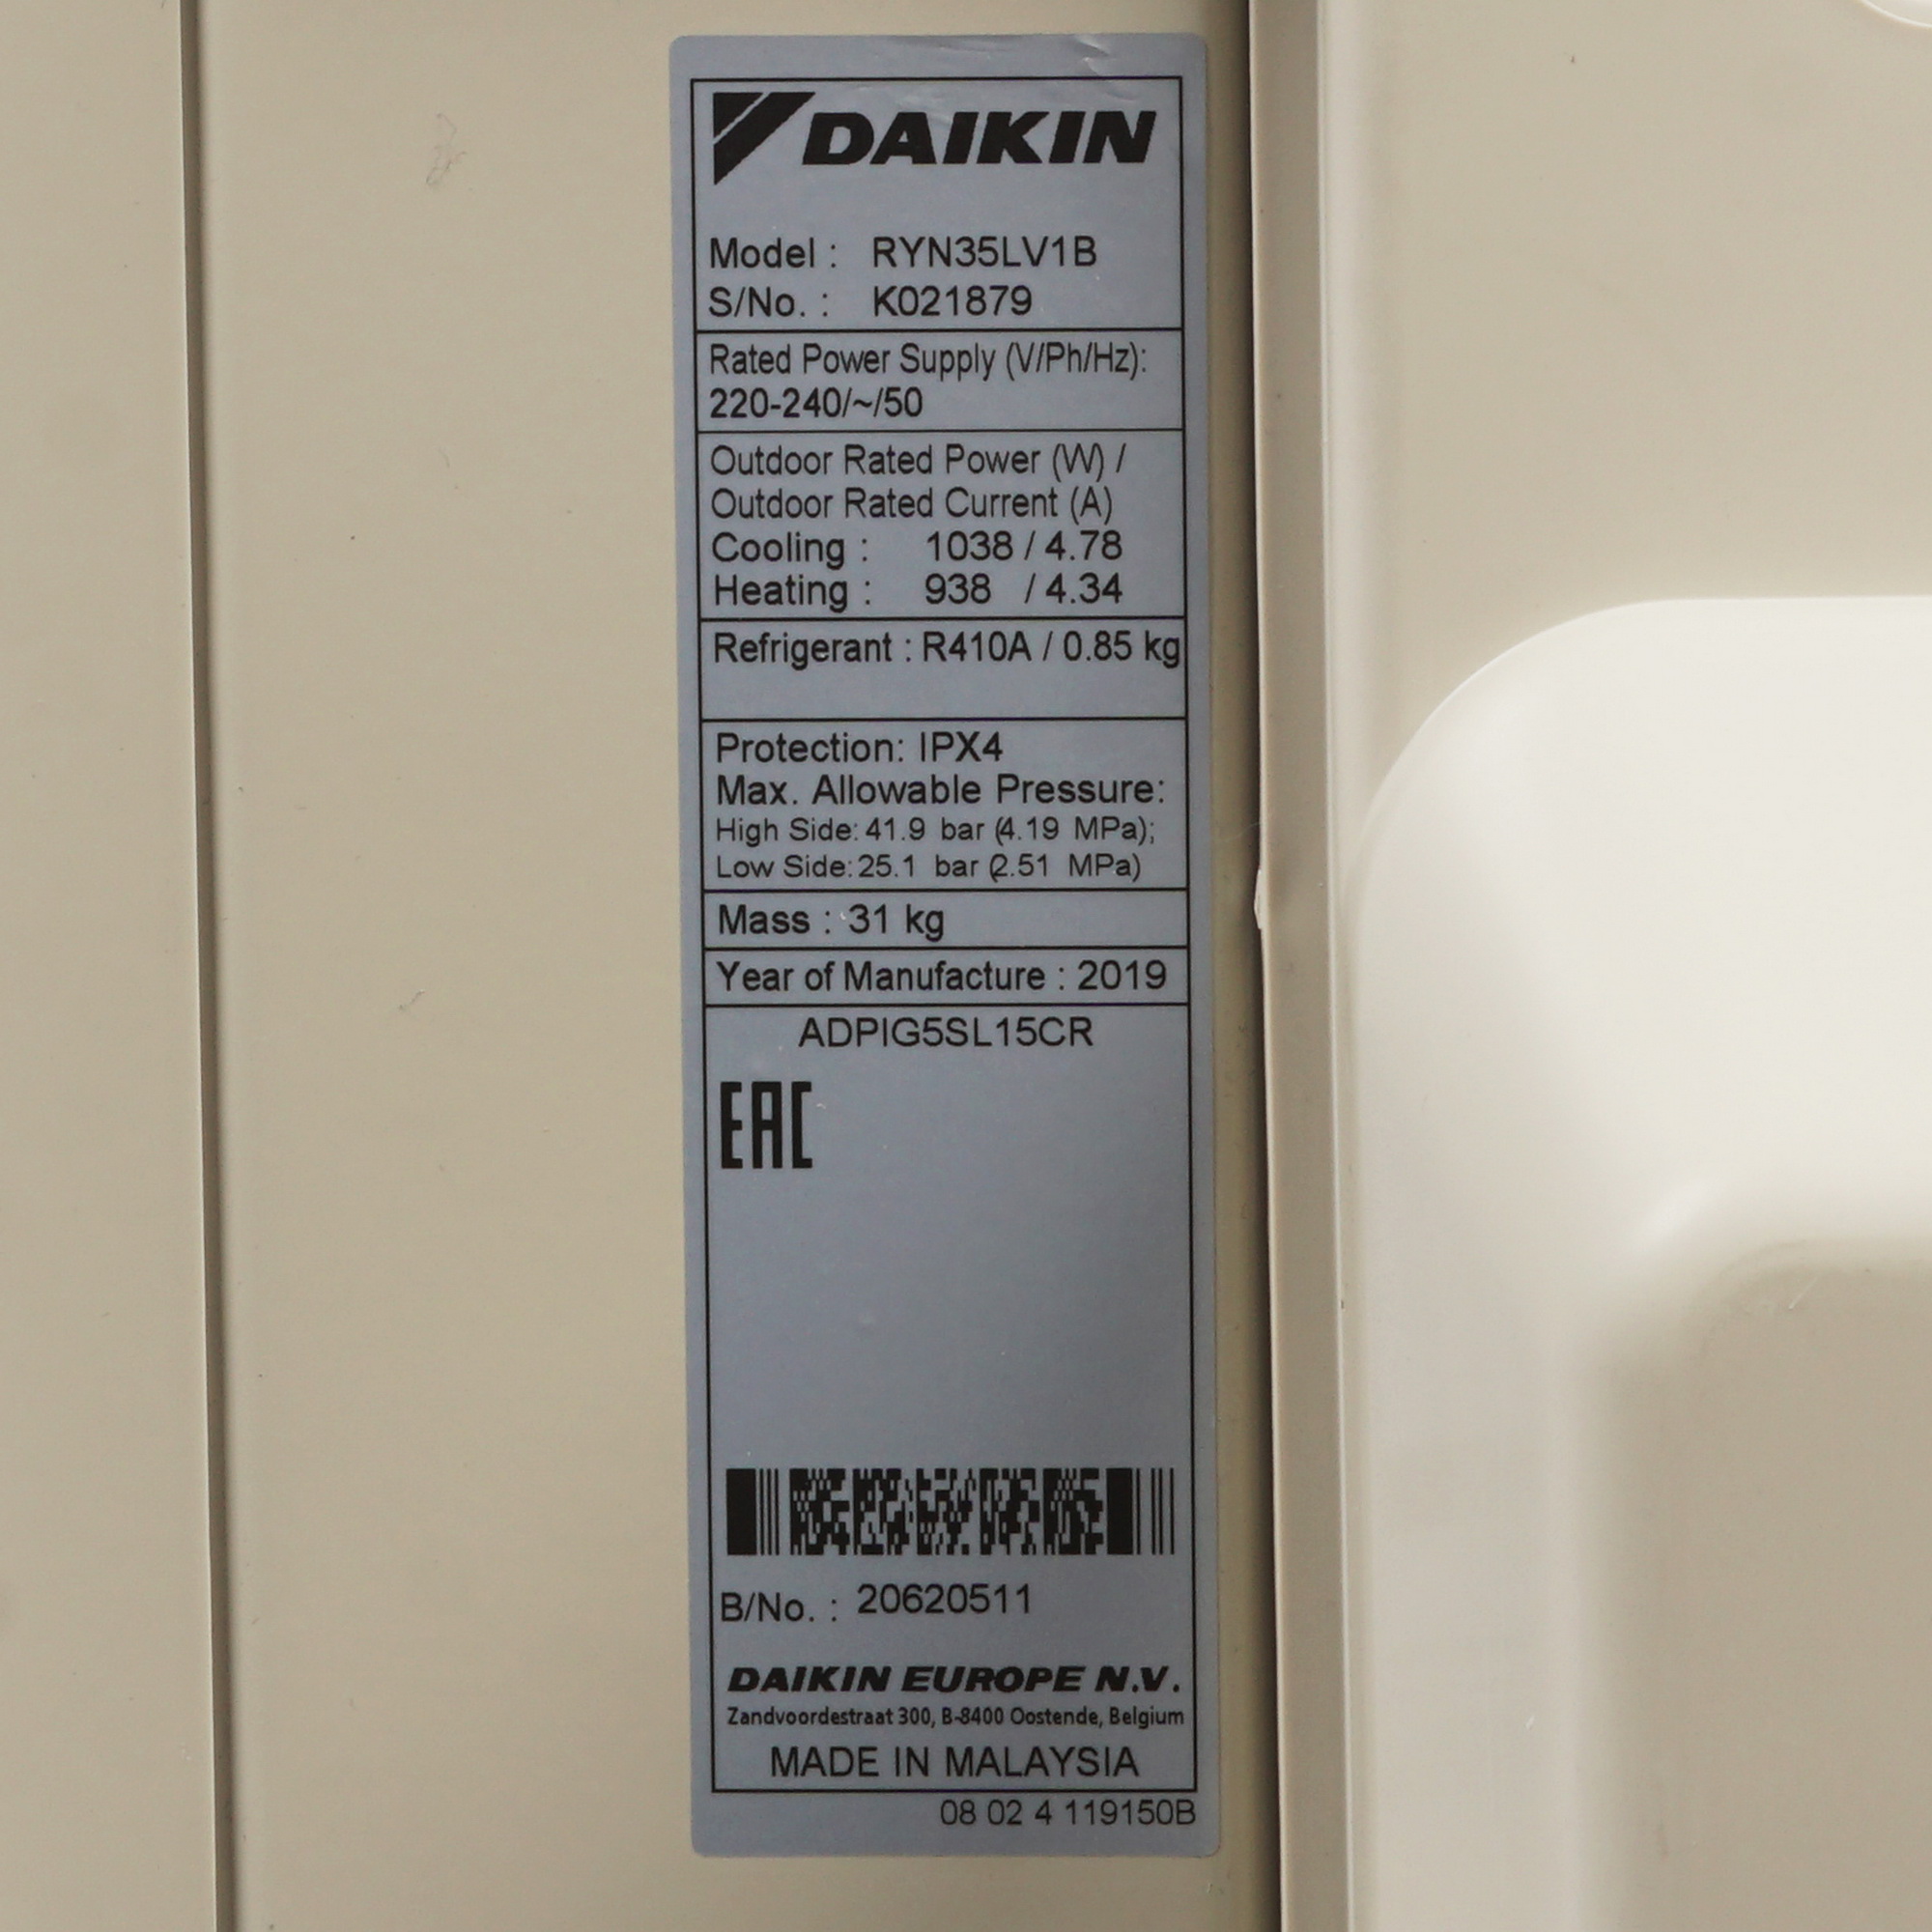 DAIKIN
Model : RYN35LV1B
S/No. : K021879
Rated Power Supply (V/Ph/Hz):
220-240/~/50
Outdoor Rated Power (W) /
Outdoor Rated Current (A)
Cooling : 1038 / 4.78
Heating : 938 / 4.34
Refrigerant : R410A / 0.85 kg
Protection: IPX4
Max. Allowable Pressure:
High Side: 41.9 bar (4.19 MPa);
Low Side: 25.1 bar (2.51 MPa)
Mass : 31 kg
Year of Manufacture : 2019
ADPIG5SL15CR
EAC
B/No. : 20620511
DAIKIN EUROPE N.V.
Zandvoordestraat 300, B-8400 Oostende, Belgium
MADE IN MALAYSIA
08 02 4 119150B